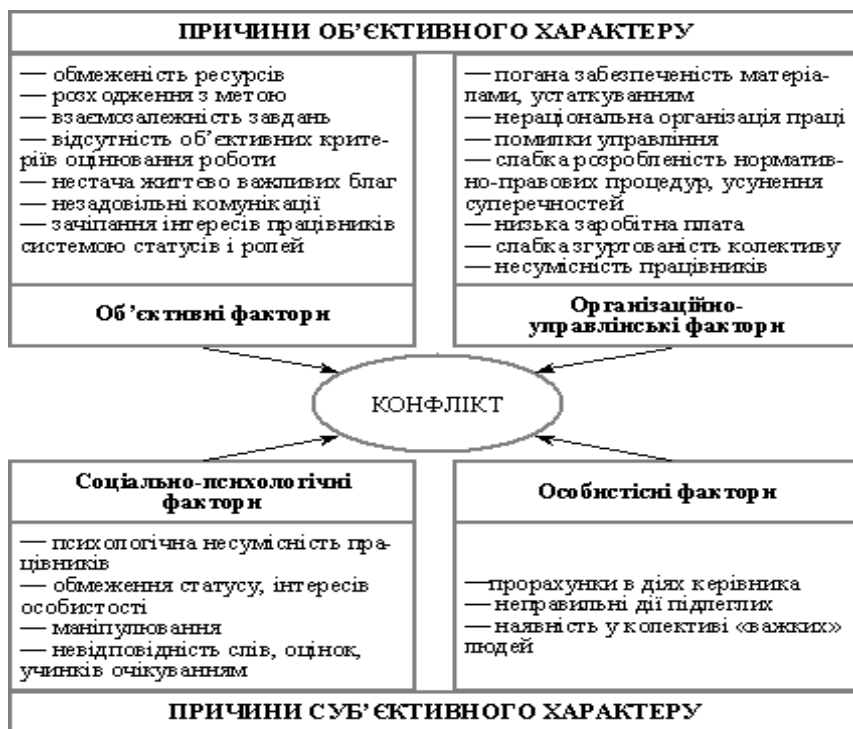 ПРИЧИНИ ОБ’ЄКТИВНОГО ХАРАКТЕРУ
— обмеженість ресурсів
— розходження з метою
— взаємозалежність завдань
— відсутність об’єктивних крите-
ріїв оцінювання роботи
— нестача життєво важливих благ
— незадовільні комунікації
— зачіпання інтересів працівників
системою статусів і ролей
Об’єктивні фактори
— погана забезпеченість матеріа-
лами, устаткуванням
— нераціональна організація праці
— помилки управління
— слабка розробленість норматив-
но-правових процедур, усунення
суперечностей
— низька заробітна плата
— слабка згуртованість колективу
— несумісність працівників
Організаційно-
управлінські фактори
КОНФЛІКТ
Соціально-психологічні
фактори
— психологічна несумісність пра-
цівників
— обмеження статусу, інтересів
особистості
— маніпулювання
— невідповідність слів, оцінок,
учинків очікуванням
Особистісні фактори
—прорахунки в діях керівника
— неправильні дії підлеглих
— наявність у колективі «важких»
людей
ПРИЧИНИ СУБ’ЄКТИВНОГО ХАРАКТЕРУ